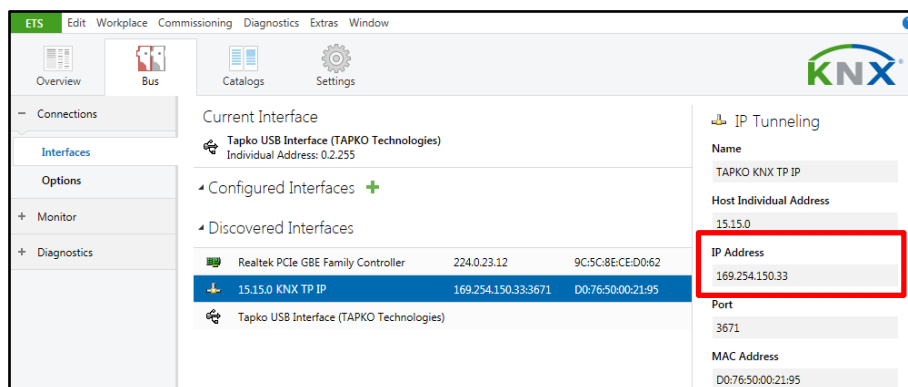 ETS Edit Workplace Commissioning Diagnostics Extras Window
Overview Bus Catalogs Settings
KNX
Connections
Interfaces
Options
Monitor
Diagnostics
Current Interface
Tapko USB Interface (TAPKO Technologies)
Individual Address: 0.2.255
Configured Interfaces
Discovered Interfaces
Realtek PCIe GBE Family Controller 224.0.23.12 9C:5C:8E:CE:D0:62
15.15.0 KNX TP IP 169.254.150.33:3671 D0:76:50:00:21:95
Tapko USB Interface (TAPKO Technologies)
IP Tunneling
Name
TAPKO KNX TP IP
Host Individual Address
15.15.0
IP Address
169.254.150.33
Port
3671
MAC Address
D0:76:50:00:21:95